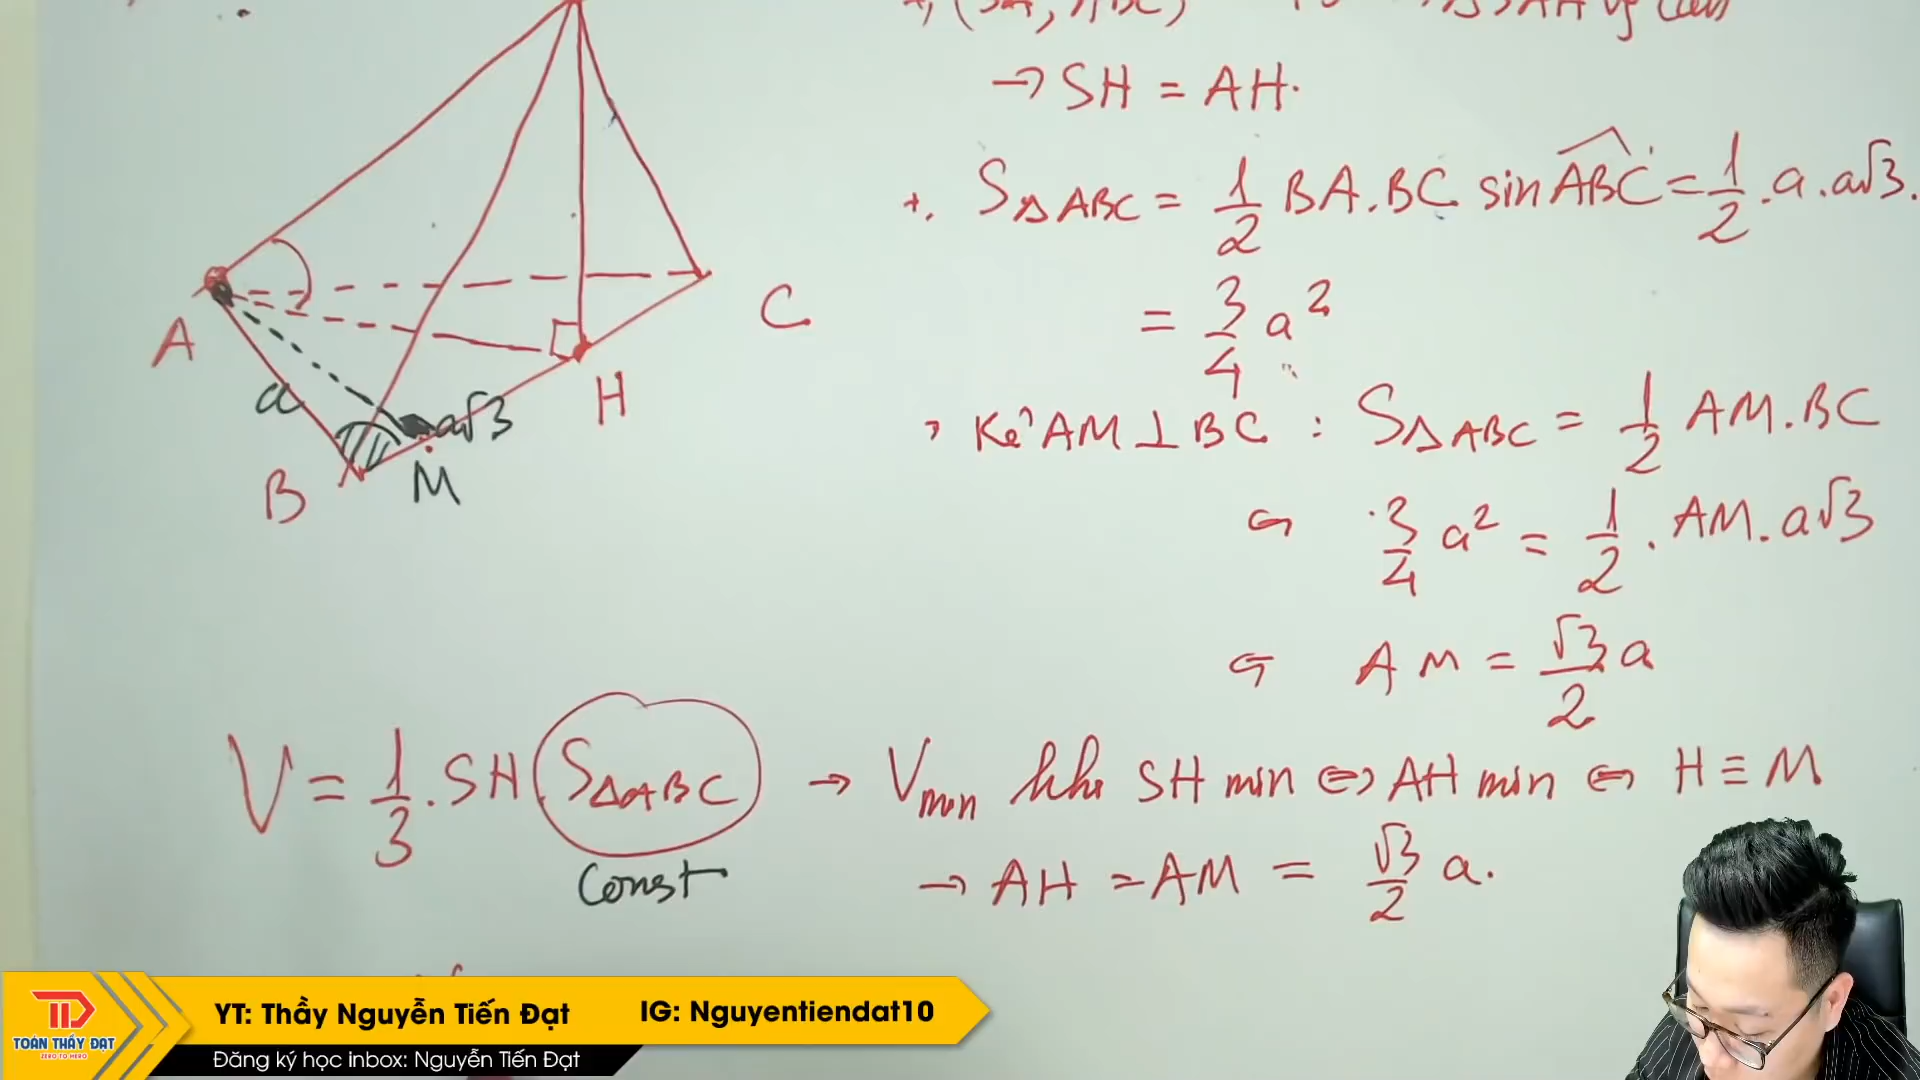 → SH = AH.
+, S△ABC = 1/2 BA.BC sin ABC = 1/2 . a . a√3.
= 3/4 a²
Kẻ AM ⊥ BC : S△ABC = 1/2 AM.BC
3/4 a² = 1/2 . AM. a√3
AM = √3/2 a
A
C
H
a
a√3
B
M
V = 1/3 . SH . S△ABC → Vmin khi SH min ⇔ AH min ⇔ H ≡ M
Const
→ AH = AM = √3/2 a.
YT: Thầy Nguyễn Tiến Đạt IG: Nguyentiendat10
TOÁN THẦY ĐẠT
ZERO TO HERO
Đăng ký học inbox: Nguyễn Tiến Đạt